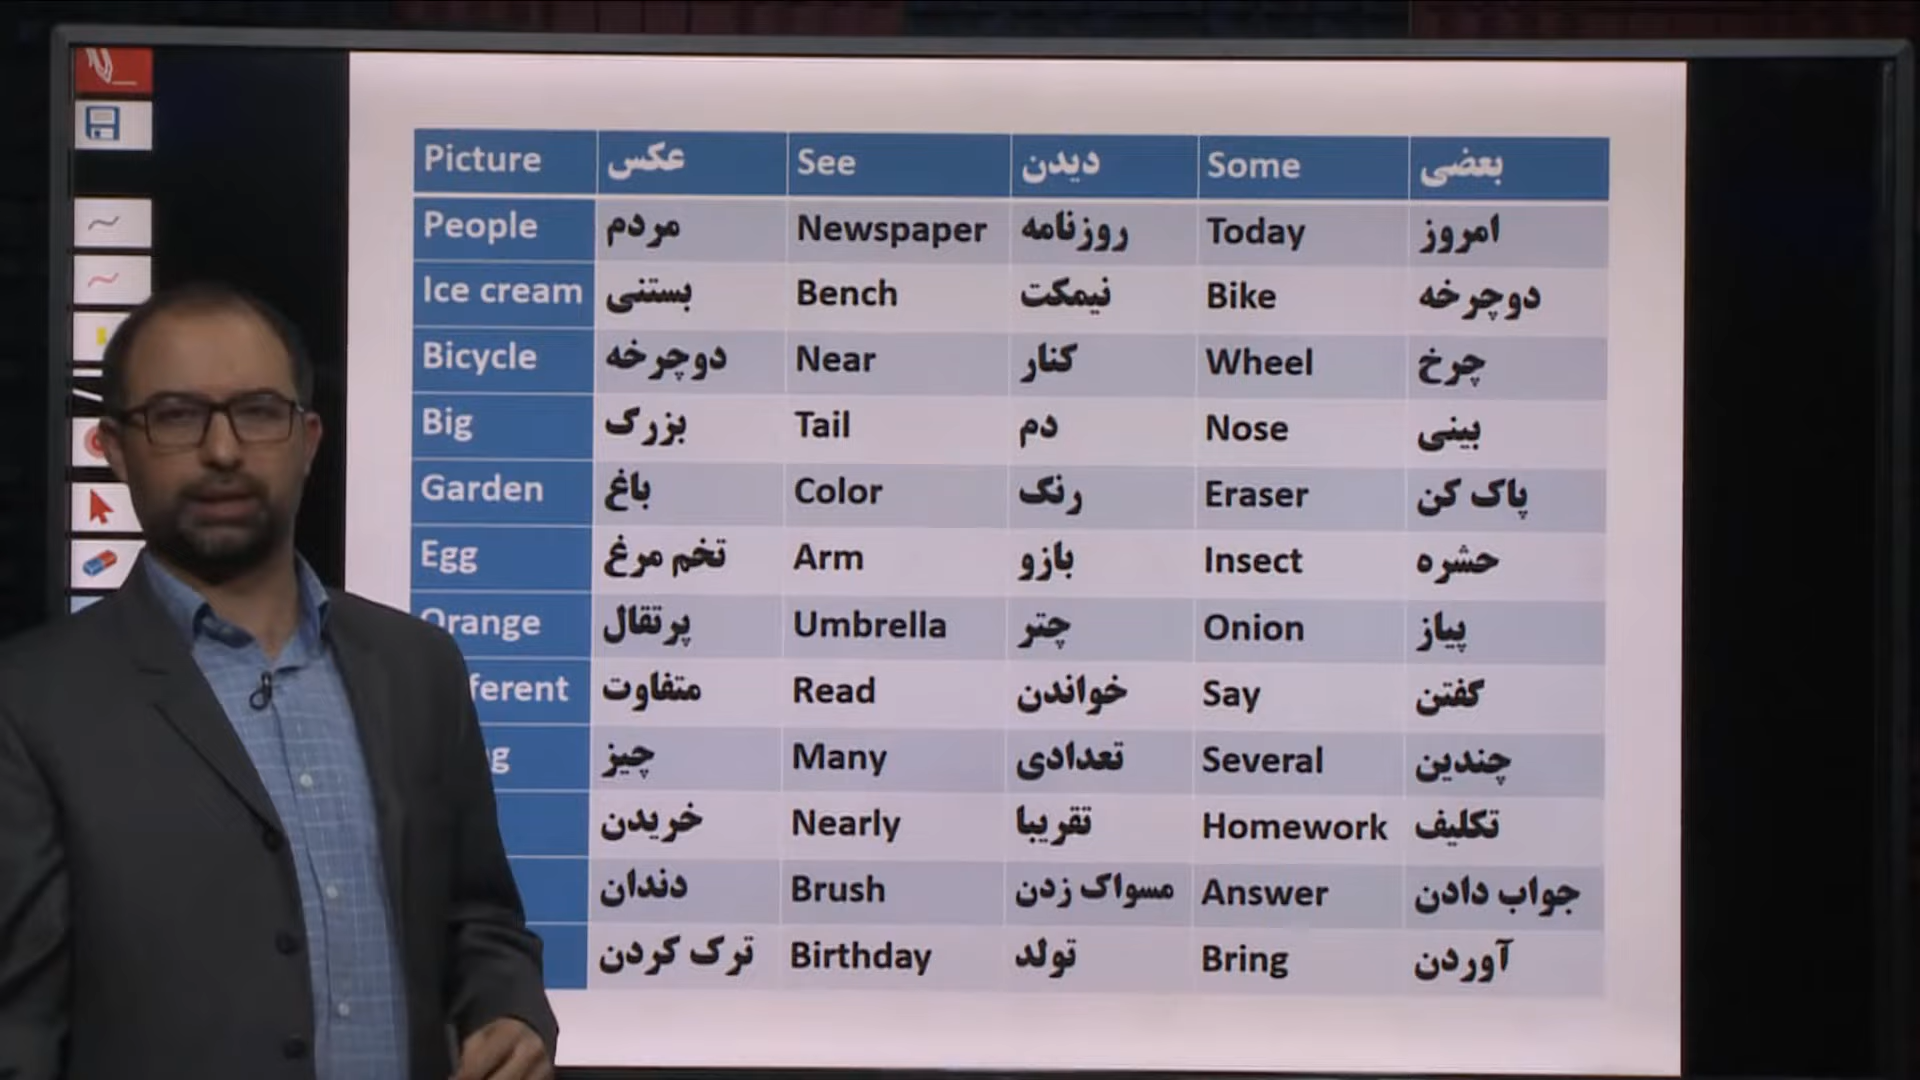 Picture عکس See دیدن Some بعضی
People مردم Newspaper روزنامه Today امروز
Ice cream بستنی Bench نیمکت Bike دوچرخه
Bicycle دوچرخه Near کنار Wheel چرخ
Big بزرگ Tail دم Nose بینی
Garden باغ Color رنگ Eraser پاک کن
Egg تخم مرغ Arm بازو Insect حشره
Orange پرتقال Umbrella چتر Onion پیاز
ferent متفاوت Read خواندن Say گفتن
چیز Many تعدادی Several چندین
خریدن Nearly تقریبا Homework تکلیف
دندان Brush مسواک زدن Answer جواب دادن
ترک کردن Birthday تولد Bring آوردن